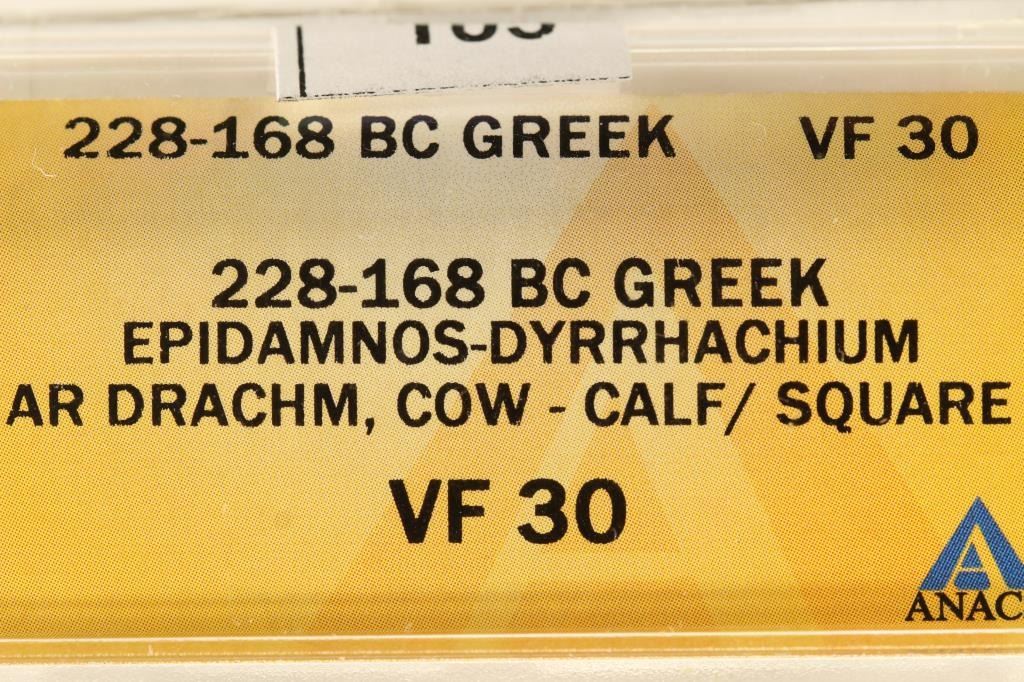 228-168 BC GREEK VF 30
228-168 BC GREEK
EPIDAMNOS-DYRRHACHIUM
AR DRACHM, COW - CALF/ SQUARE
VF 30
ANAC